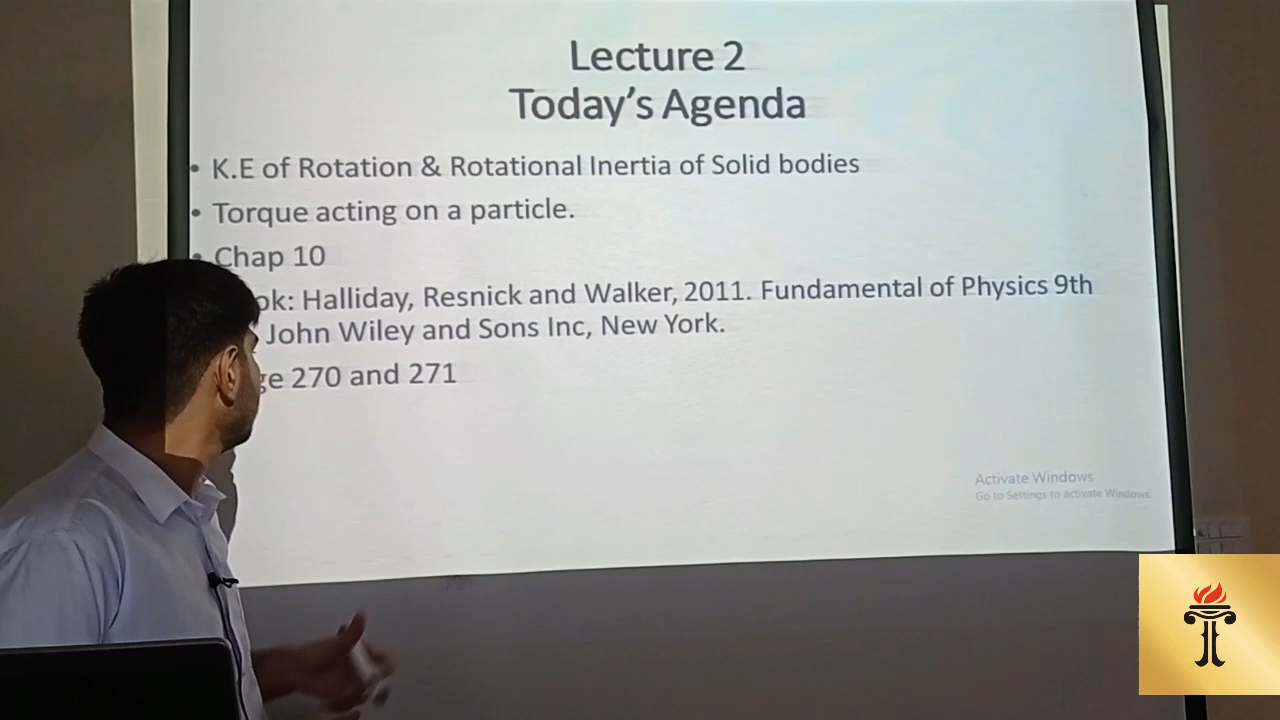 Lecture 2
Today's Agenda
• K.E of Rotation & Rotational Inertia of Solid bodies
• Torque acting on a particle.
• Chap 10
ok: Halliday, Resnick and Walker, 2011. Fundamental of Physics 9th
John Wiley and Sons Inc, New York.
ge 270 and 271
Activate Windows
Go to Settings to activate Windows.